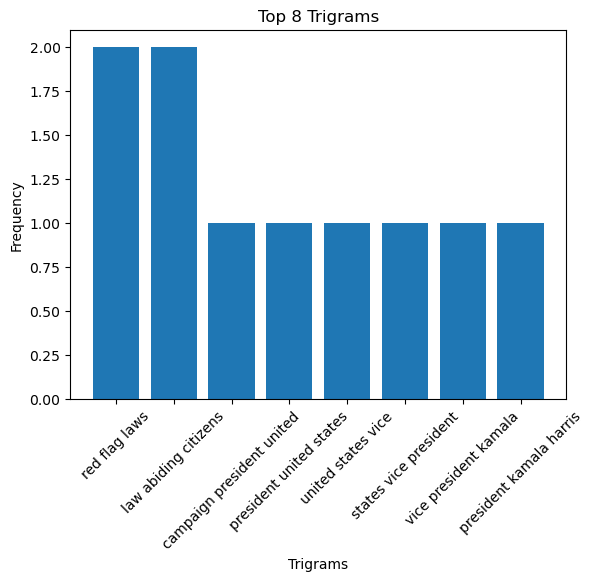 Top 8 Trigrams
Frequency
2.00
1.75
1.50
1.25
1.00
0.75
0.50
0.25
0.00
red flag laws
law abiding citizens
campaign president united
president united states
united states vice
states vice president
vice president kamala
president kamala harris
Trigrams